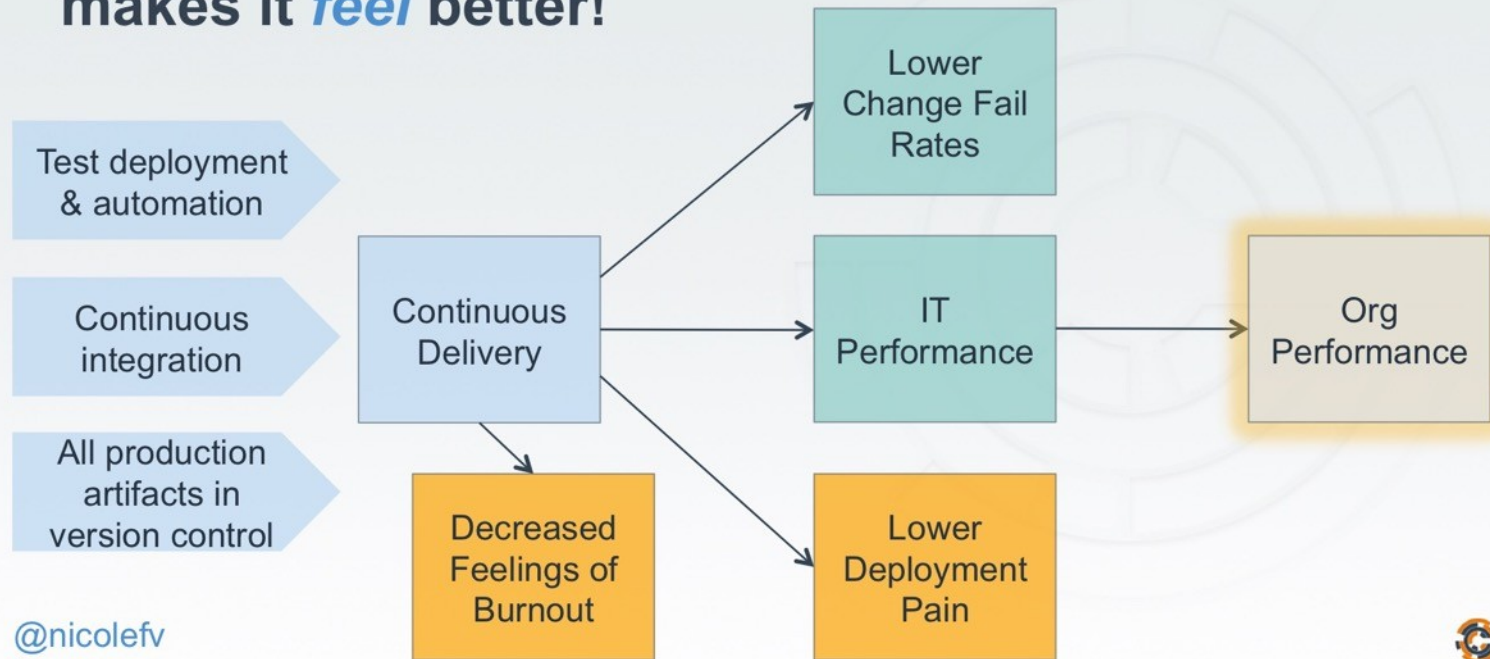 makes it feel better!
Test deployment
& automation
Continuous
integration
All production
artifacts in
version control
Continuous
Delivery
Decreased
Feelings of
Burnout
Lower
Change Fail
Rates
IT
Performance
Lower
Deployment
Pain
Org
Performance
@nicolefv